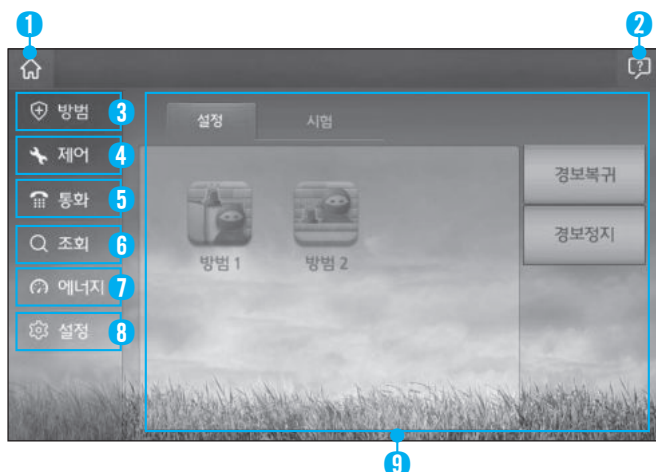 1
2
방범 3
설정 시험
제어 4
경보복귀
통화 5
경보정지
조회 6
방범 1 방범 2
에너지 7
설정 8
9